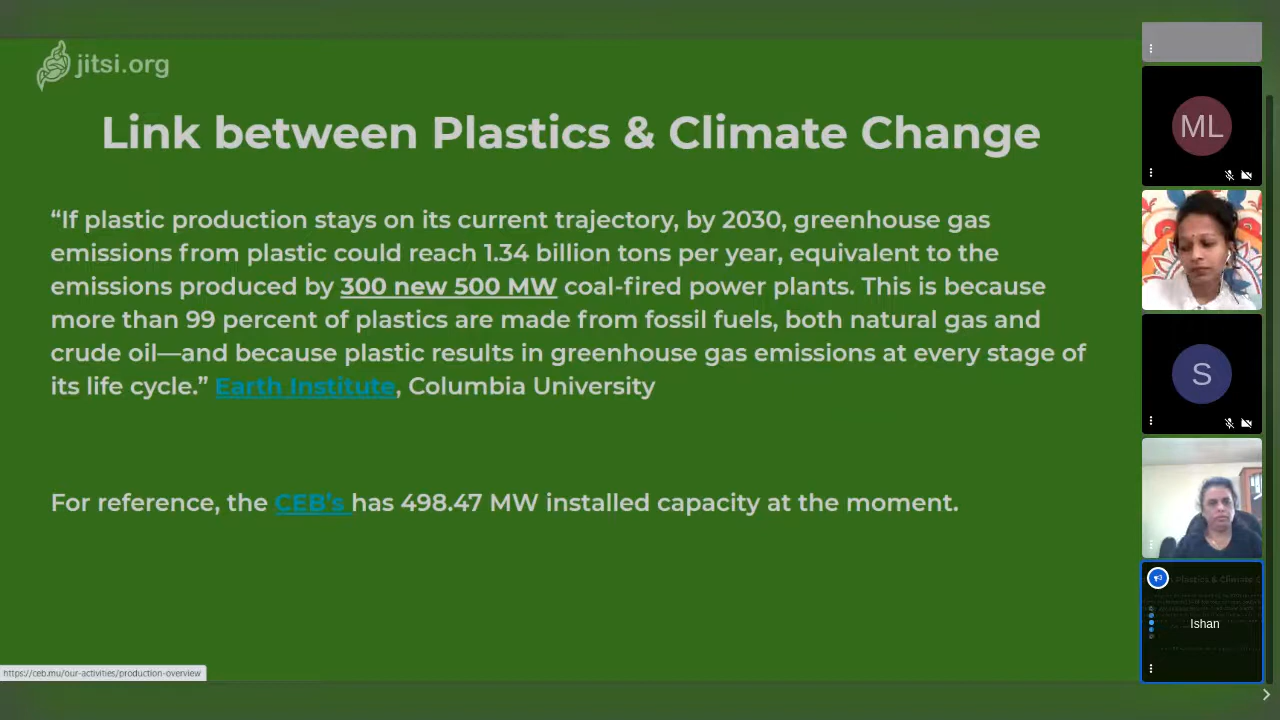 jitsi.org
Link between Plastics & Climate Change
“If plastic production stays on its current trajectory, by 2030, greenhouse gas
emissions from plastic could reach 1.34 billion tons per year, equivalent to the
emissions produced by 300 new 500 MW coal-fired power plants. This is because
more than 99 percent of plastics are made from fossil fuels, both natural gas and
crude oil—and because plastic results in greenhouse gas emissions at every stage of
its life cycle.” Earth Institute, Columbia University
For reference, the CEB’s has 498.47 MW installed capacity at the moment.
https://ceb.mu/our-activities/production-overview
ML
S
Ishan